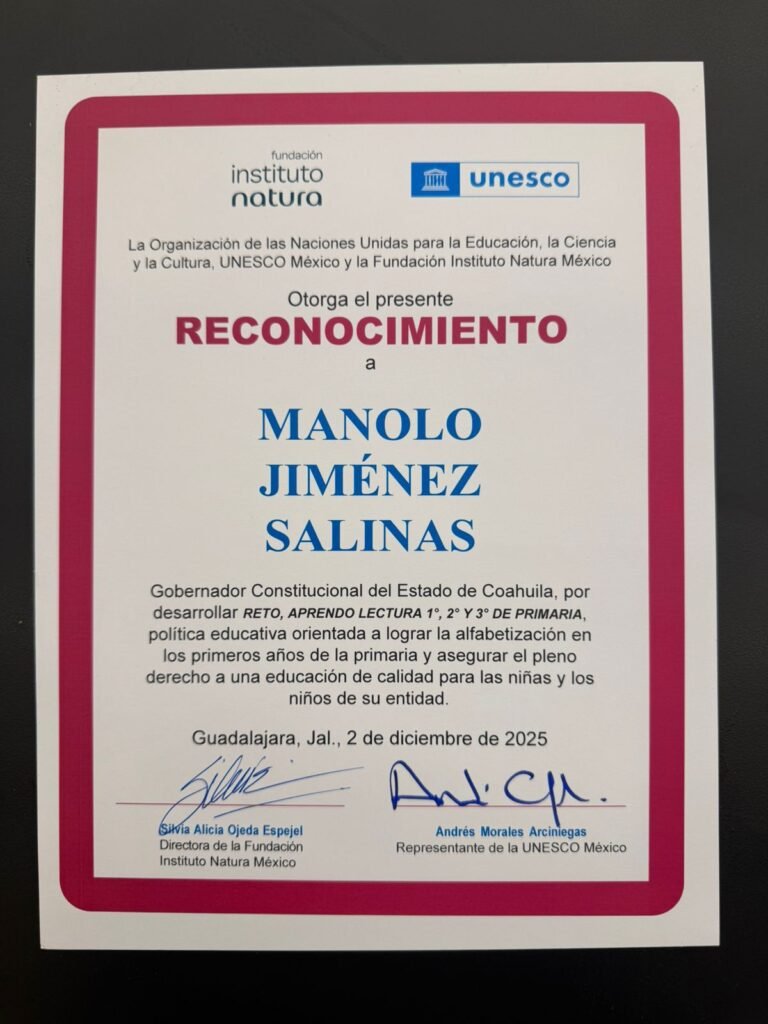 fundación
instituto
natura
unesco
La Organización de las Naciones Unidas para la Educación, la Ciencia
y la Cultura, UNESCO México y la Fundación Instituto Natura México
Otorga el presente
RECONOCIMIENTO
a
MANOLO
JIMÉNEZ
SALINAS
Gobernador Constitucional del Estado de Coahuila, por
desarrollar RETO, APRENDO LECTURA 1°, 2° Y 3° DE PRIMARIA,
política educativa orientada a lograr la alfabetización en
los primeros años de la primaria y asegurar el pleno
derecho a una educación de calidad para las niñas y los
niños de su entidad.
Guadalajara, Jal., 2 de diciembre de 2025
Silvia Alicia Ojeda Espejel
Directora de la Fundación
Instituto Natura México
Andrés Morales Arciniegas
Representante de la UNESCO México